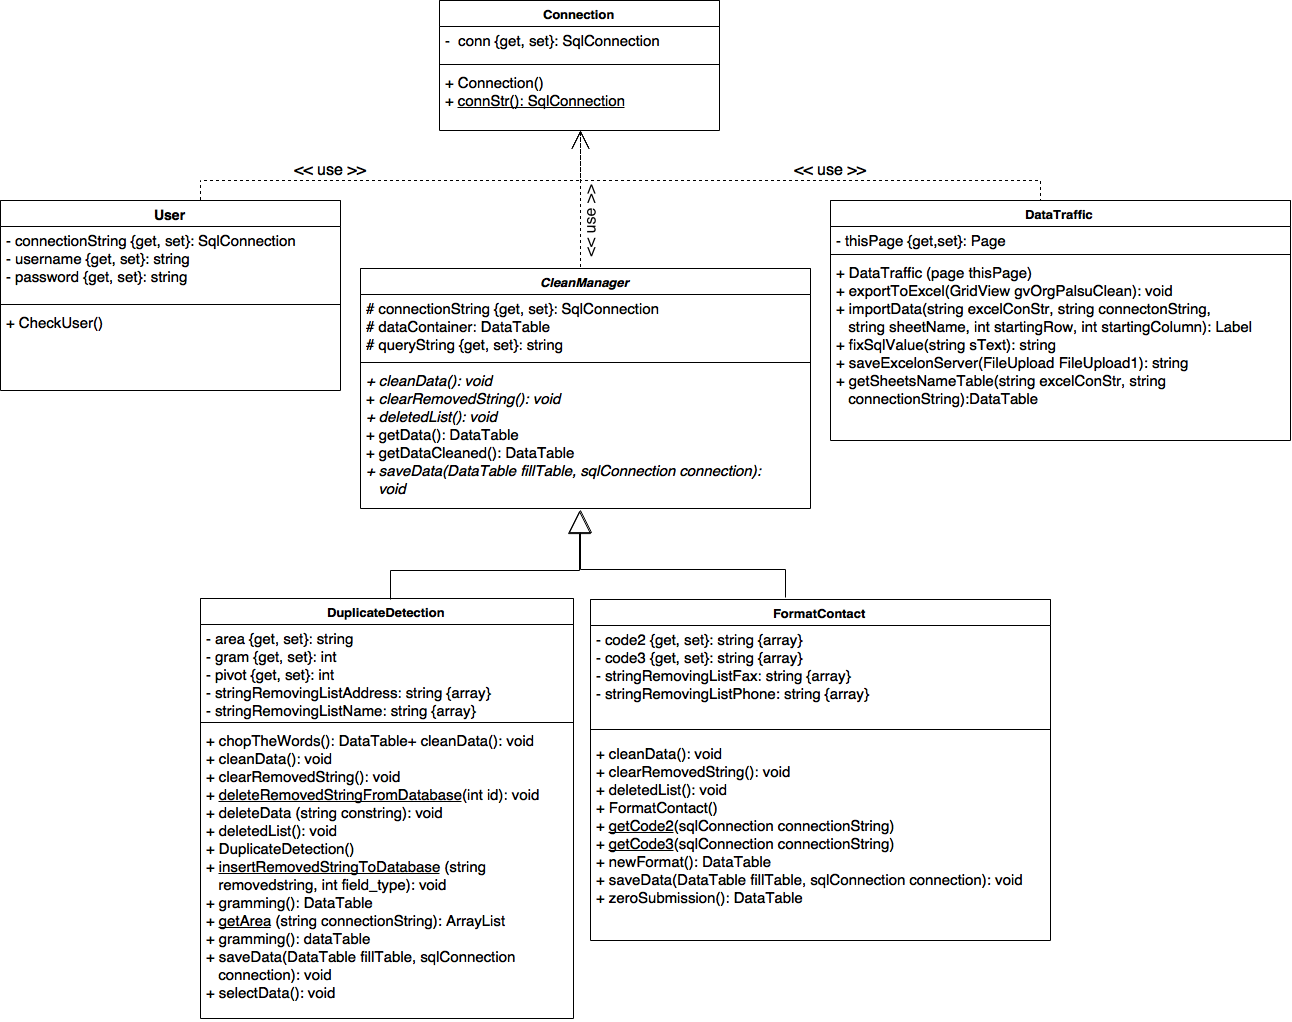 Connection
- conn {get, set}: SqlConnection
+ Connection()
+ connStr(): SqlConnection
<< use >>
<< use >>
<< use >>
User
- connectionString {get, set}: SqlConnection
- username {get, set}: string
- password {get, set}: string
+ CheckUser()
CleanManager
# connectionString {get, set}: SqlConnection
# dataContainer: DataTable
# queryString {get, set}: string
+ cleanData(): void
+ clearRemovedString(): void
+ deletedList(): void
+ getData(): DataTable
+ getDataCleaned(): DataTable
+ saveData(DataTable fillTable, sqlConnection connection):
void
DataTraffic
- thisPage {get,set}: Page
+ DataTraffic (page thisPage)
+ exportToExcel(GridView gvOrgPalsuClean): void
+ importData(string excelConStr, string connectonString,
string sheetName, int startingRow, int startingColumn): Label
+ fixSqlValue(string sText): string
+ saveExcelonServer(FileUpload FileUpload1): string
+ getSheetsNameTable(string excelConStr, string
connectionString):DataTable
DuplicateDetection
- area {get, set}: string
- gram {get, set}: int
- pivot {get, set}: int
- stringRemovingListAddress: string {array}
- stringRemovingListName: string {array}
+ chopTheWords(): DataTable+ cleanData(): void
+ cleanData(): void
+ clearRemovedString(): void
+ deleteRemovedStringFromDatabase(int id): void
+ deleteData (string constring): void
+ deletedList(): void
+ DuplicateDetection()
+ insertRemovedStringToDatabase (string
removedstring, int field_type): void
+ gramming(): DataTable
+ getArea (string connectionString): ArrayList
+ gramming(): dataTable
+ saveData(DataTable fillTable, sqlConnection
connection): void
+ selectData(): void
FormatContact
- code2 {get, set}: string {array}
- code3 {get, set}: string {array}
- stringRemovingListFax: string {array}
- stringRemovingListPhone: string {array}
+ cleanData(): void
+ clearRemovedString(): void
+ deletedList(): void
+ FormatContact()
+ getCode2(sqlConnection connectionString)
+ getCode3(sqlConnection connectionString)
+ newFormat(): DataTable
+ saveData(DataTable fillTable, sqlConnection connection): void
+ zeroSubmission(): DataTable